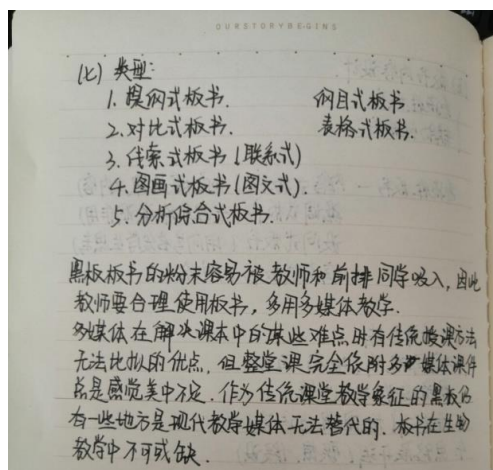 OURSTORYBEGINS
(七) 类型:
1. 提纲式板书. 纲目式板书
2. 对比式板书. 表格式板书.
3. 线索式板书 (联系式)
4. 图画式板书(图文式).
5. 分析综合式板书.
黑板板书的粉末容易被教师和前排同学吸入,因此
教师要合理使用板书,多用多媒体教学.
多媒体在解决课本中的某些难点时有传统授课方法
无法比拟的优点,但整堂课完全依附多媒体课件
总是感觉美中不足.作为传统课堂教学象征的黑板仍
有一些地方是现代教学媒体无法替代的.板书在生物
教学中不可或缺.